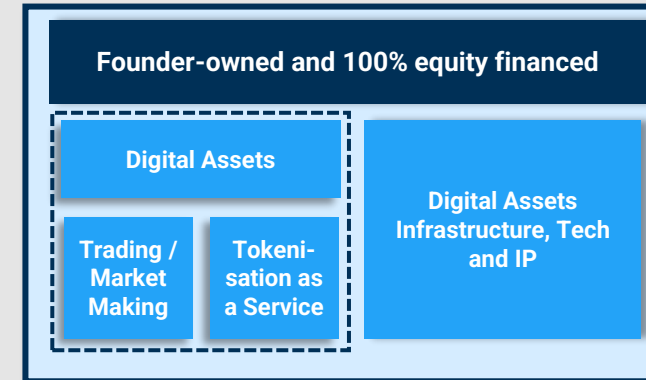 Founder-owned and 100% equity financed
Digital Assets
Trading /
Market
Making
Tokeni-
sation as
a Service
Digital Assets
Infrastructure, Tech
and IP